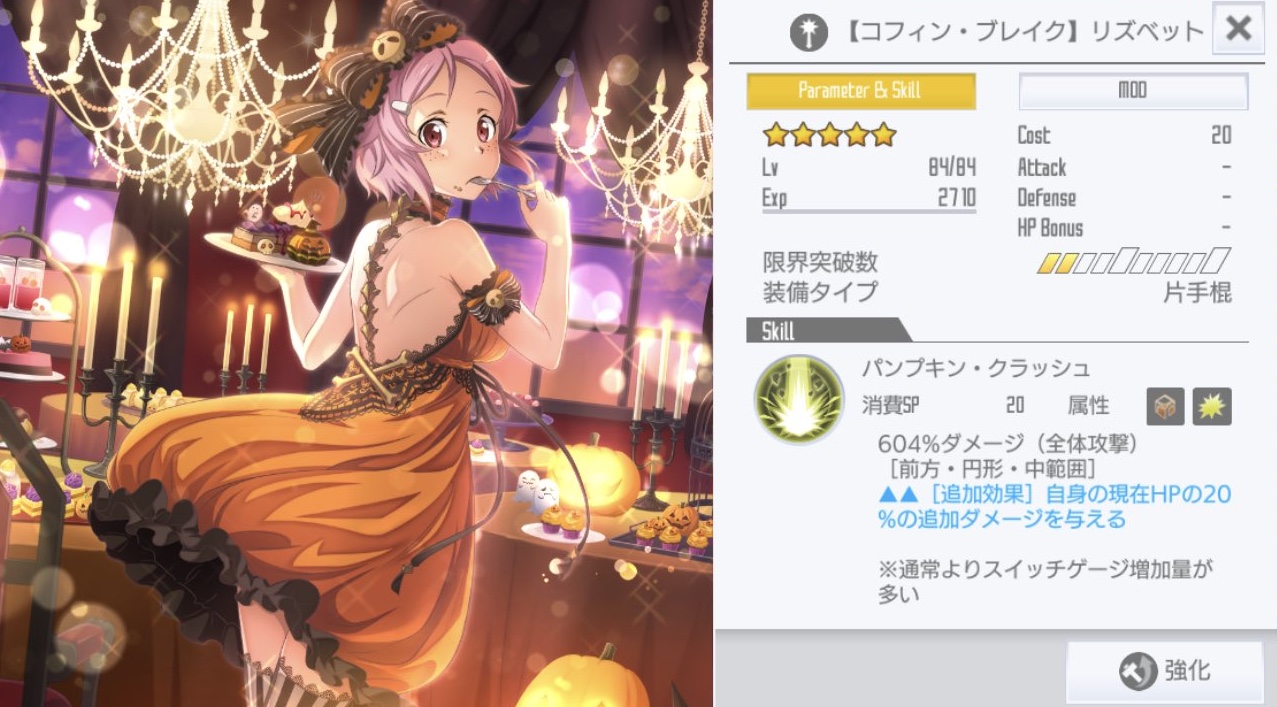 【コフィン・ブレイク】リズベット
Parameter & Skill
MOD
Lv 84/84
Exp 2710
Cost 20
Attack -
Defense -
HP Bonus -
限界突破数
装備タイプ 片手棍
Skill
パンプキン・クラッシュ
消費SP 20 属性
604%ダメージ（全体攻撃）
［前方・円形・中範囲］
▲▲［追加効果］自身の現在HPの20
%の追加ダメージを与える
※通常よりスイッチゲージ増加量が
多い
強化